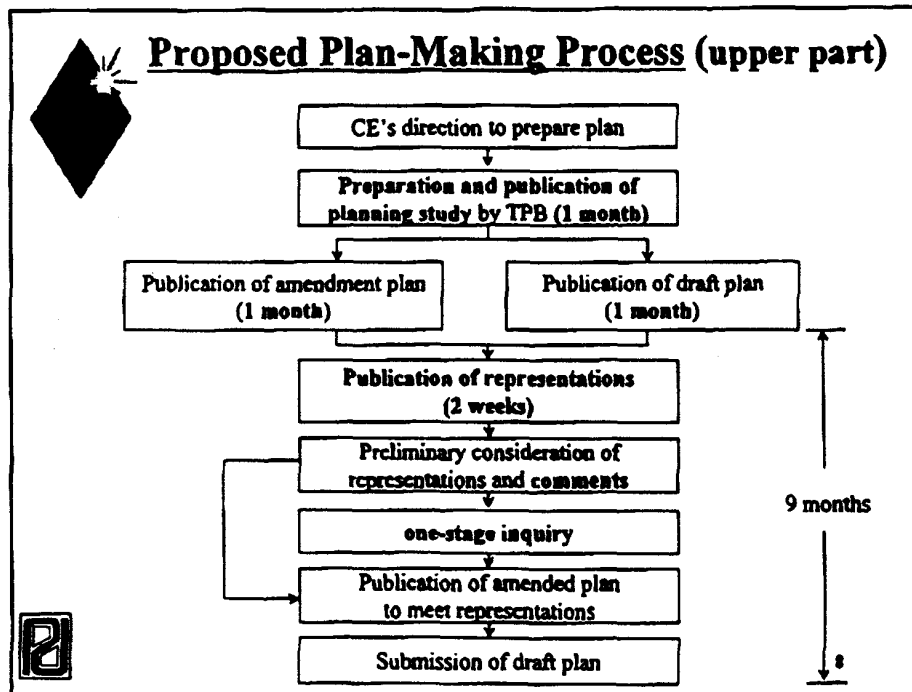 Proposed Plan-Making Process (upper part)
CE's direction to prepare plan
Preparation and publication of
planning study by TPB (1 month)
Publication of amendment plan
(1 month)
Publication of draft plan
(1 month)
Publication of representations
(2 weeks)
Preliminary consideration of
representations and comments
9 months
one-stage inquiry
Publication of amended plan
to meet representations
Submission of draft plan
8